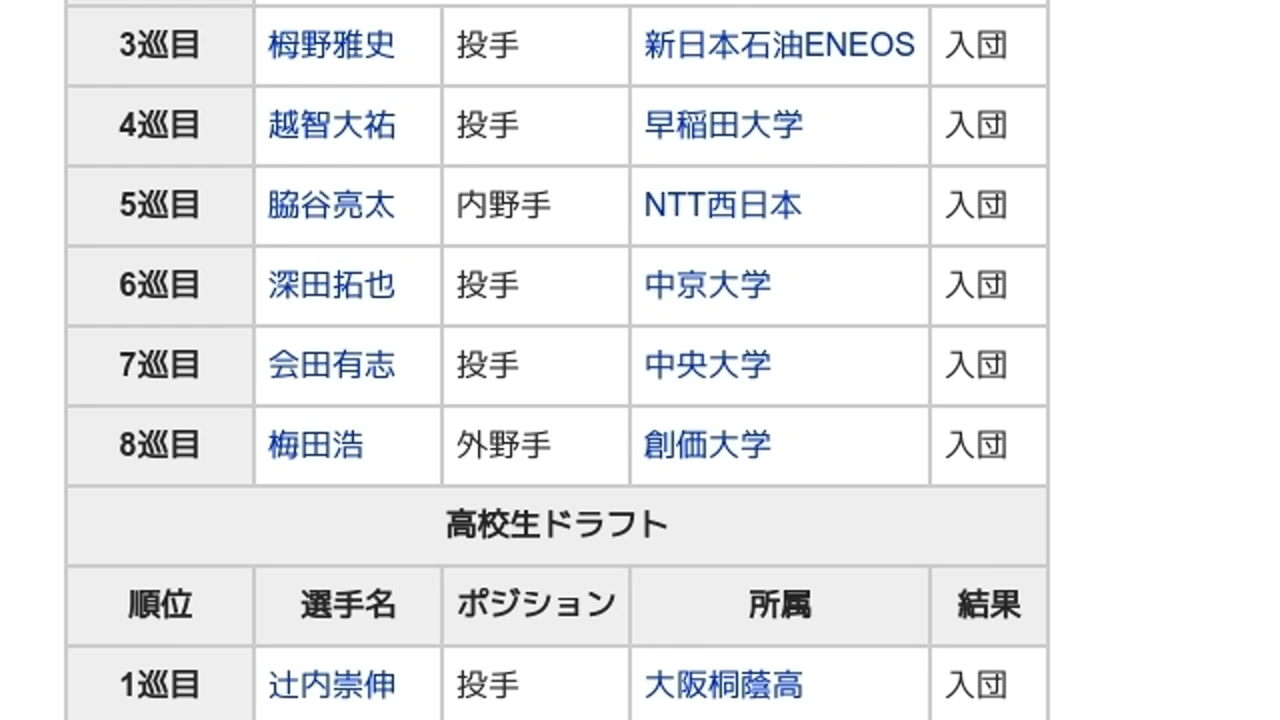 3巡目 栂野雅史 投手 新日本石油ENEOS 入団
4巡目 越智大祐 投手 早稲田大学 入団
5巡目 脇谷亮太 内野手 NTT西日本 入団
6巡目 深田拓也 投手 中京大学 入団
7巡目 会田有志 投手 中央大学 入団
8巡目 梅田浩 外野手 創価大学 入団
高校生ドラフト
順位 選手名 ポジション 所属 結果
1巡目 辻内崇伸 投手 大阪桐蔭高 入団